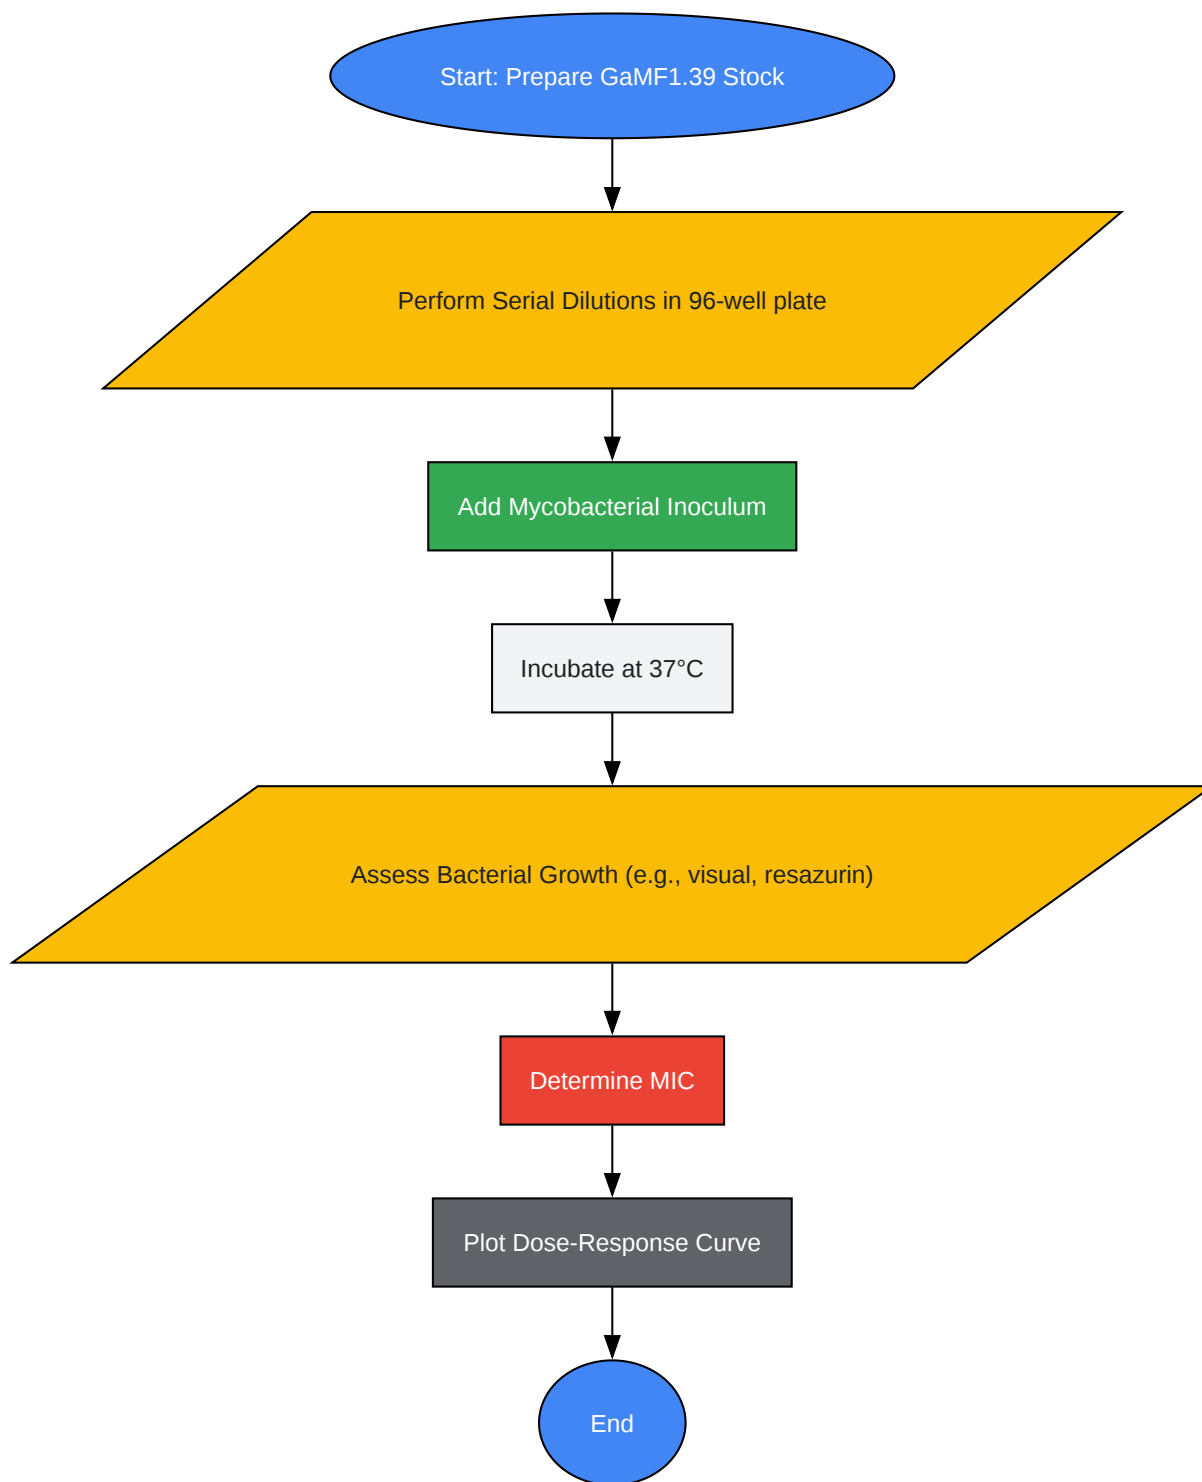 Start: Prepare GaMF1.39 Stock
Perform Serial Dilutions in 96-well plate
Add Mycobacterial Inoculum
Incubate at 37°C
Assess Bacterial Growth (e.g., visual, resazurin)
Determine MIC
Plot Dose-Response Curve
End